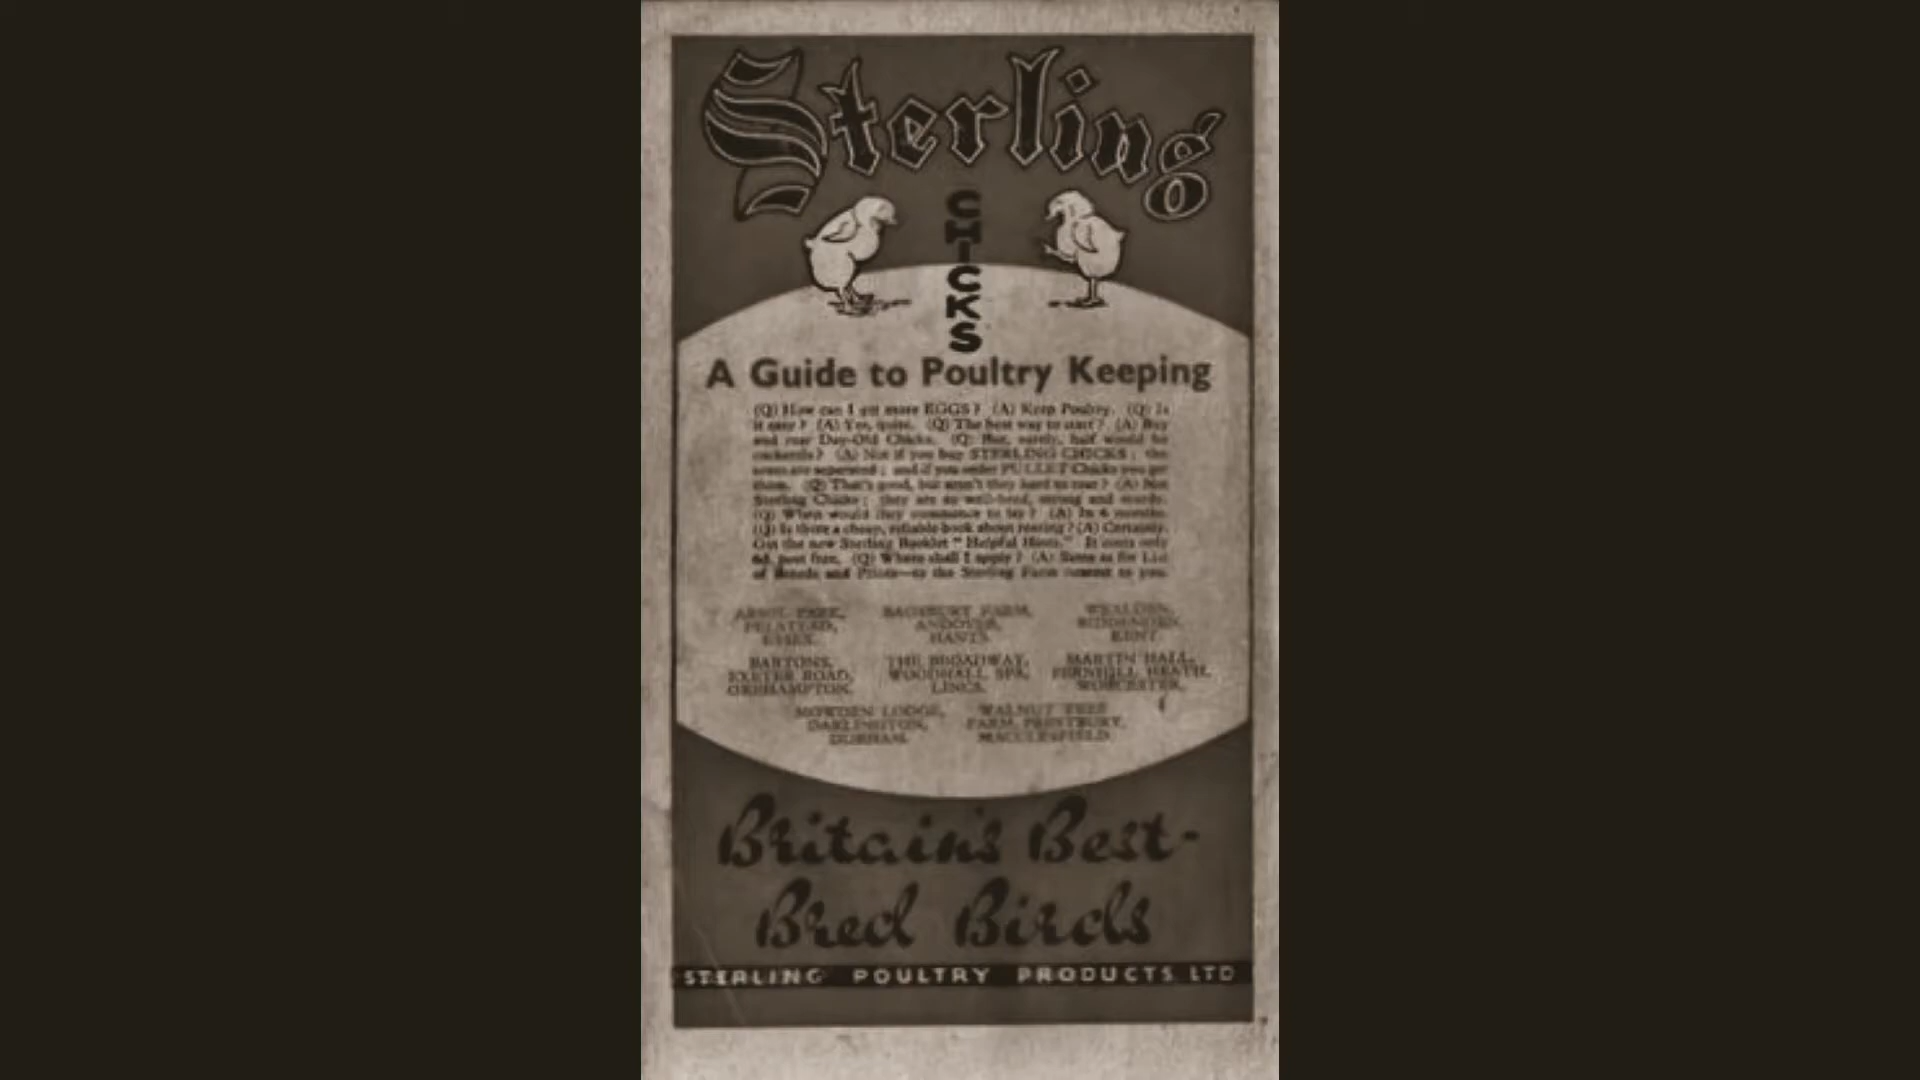 Sterling
CHICKS
A Guide to Poultry Keeping
(Q) How can I get more EGGS? (A) Keep Poultry. (Q) Is
it easy? (A) Yes, quite. (Q) The best way to start? (A) Buy
and rear Day-Old Chicks. (Q) But, surely, half would be
cockerels? (A) Not if you buy STERLING CHICKS; the
sexes are separated; and if you order PULLET Chicks you get
them. (Q) That's good, but aren't they hard to rear? (A) Not
Sterling Chicks; they are so well-bred, strong and sturdy.
(Q) When would they commence to lay? (A) In 6 months.
(Q) Is there a cheap, reliable book about rearing? (A) Certainly.
Get the new Sterling Booklet "Helpful Hints." It costs only
6d. post free. (Q) Where shall I apply? (A) Same as for List
of Breeds and Prices—to the Sterling Farm nearest to you.
FELSTEAD,
ESSEX.
FARM,
ANDOVER,
HANTS.
KENT.
BARTONS,
EXETER ROAD,
OKEHAMPTON.
THE BROADWAY,
WOODHALL SPA,
LINCS.
MARTIN HALL,
FERNHILL HEATH,
WORCESTER.
MOWDEN LODGE,
DARLINGTON,
DURHAM.
WALNUT TREE
FARM, PRESTBURY,
MACCLESFIELD.
Britain's Best-
Bred Birds
STERLING POULTRY PRODUCTS LTD